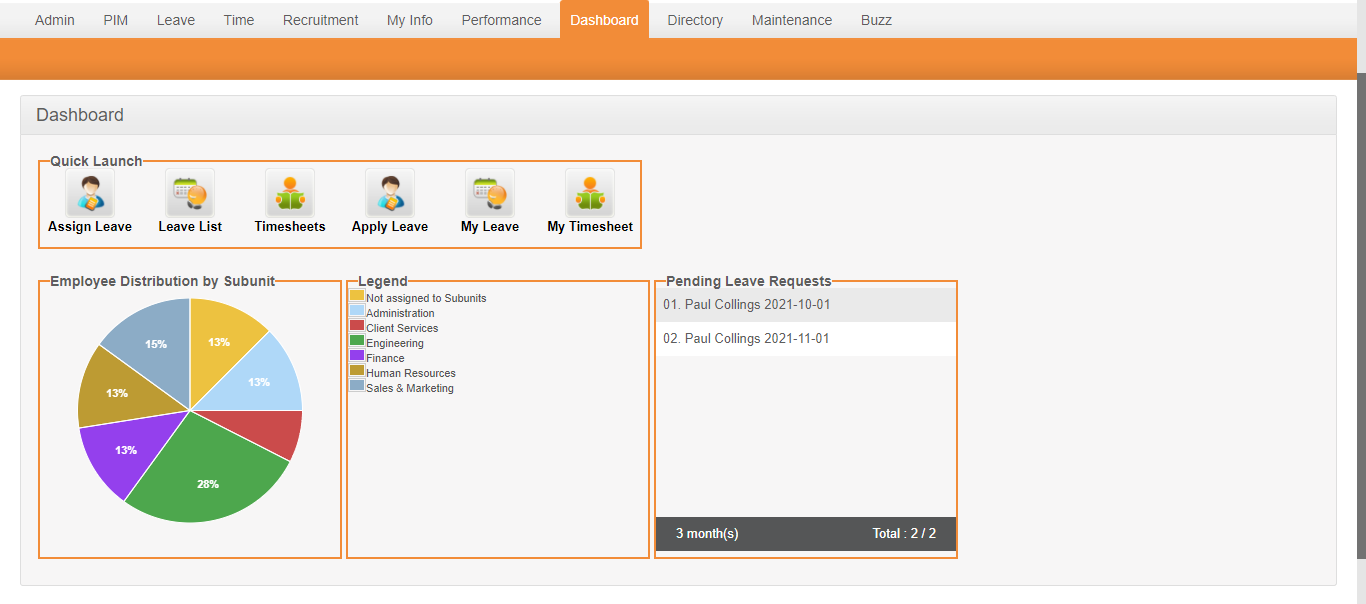 Admin PIM Leave Time Recruitment My Info Performance Dashboard Directory Maintenance Buzz
Dashboard
Quick Launch
Assign Leave Leave List Timesheets Apply Leave My Leave My Timesheet
Employee Distribution by Subunit
13%
13%
28%
13%
13%
15%
Legend
Not assigned to Subunits
Administration
Client Services
Engineering
Finance
Human Resources
Sales & Marketing
Pending Leave Requests
01. Paul Collings 2021-10-01
02. Paul Collings 2021-11-01
3 month(s) Total : 2 / 2